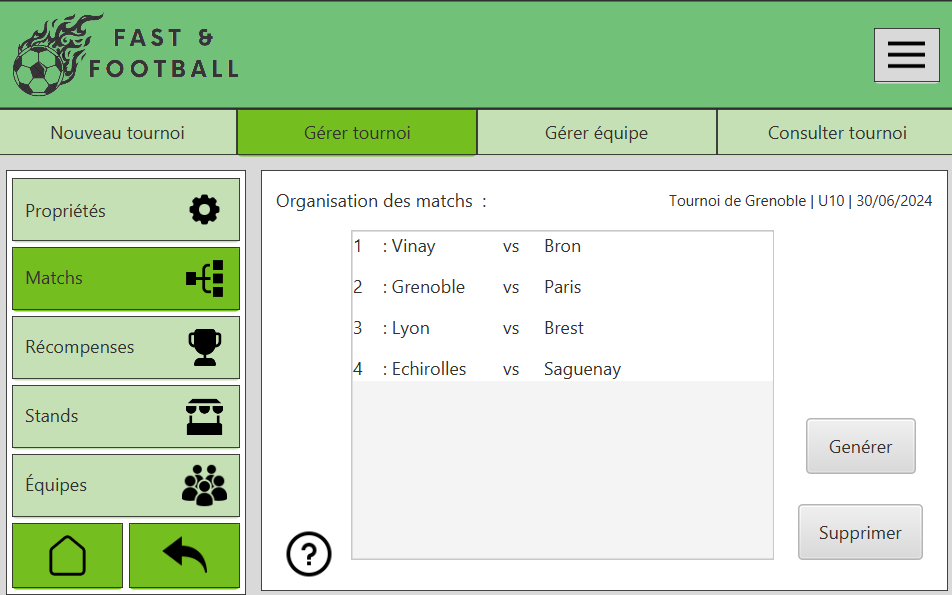 FAST &
FOOTBALL
Nouveau tournoi
Gérer tournoi
Gérer équipe
Consulter tournoi
Propriétés
Matchs
Récompenses
Stands
Équipes
Organisation des matchs :
Tournoi de Grenoble | U10 | 30/06/2024
1 : Vinay vs Bron
2 : Grenoble vs Paris
3 : Lyon vs Brest
4 : Echirolles vs Saguenay
Genérer
Supprimer
?